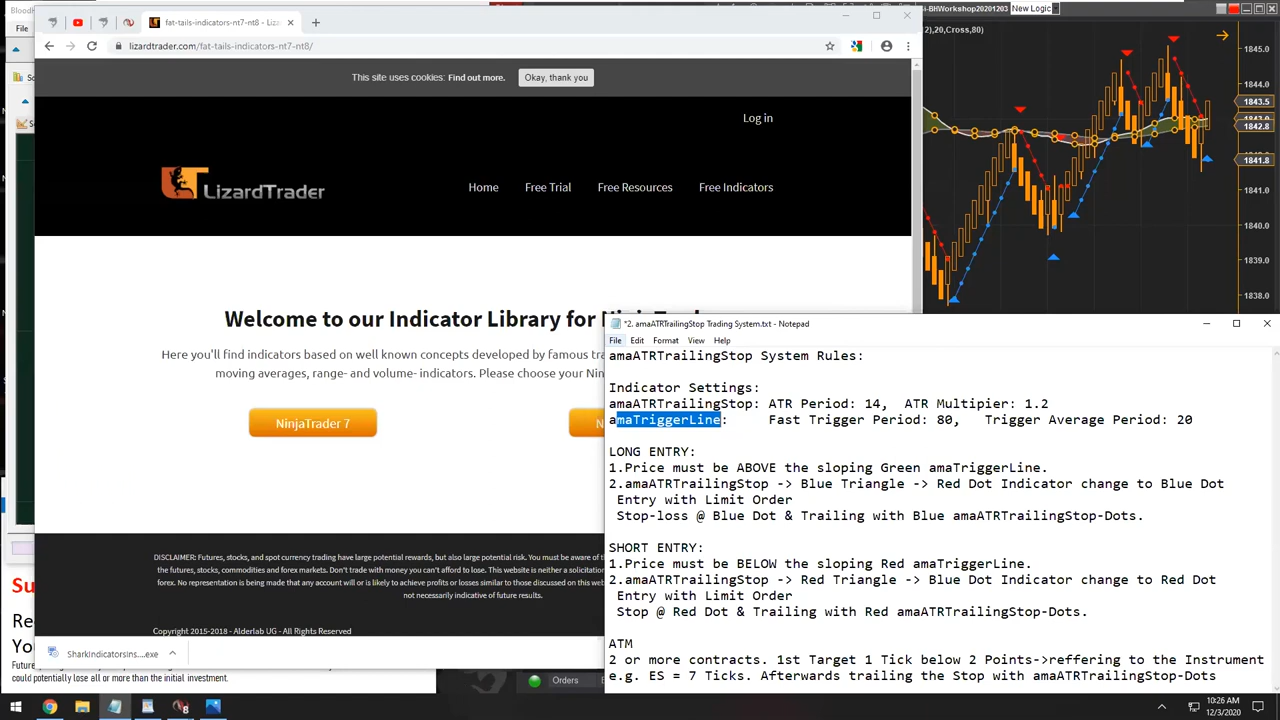 BloodH
fat-tails-indicators-nt7-nt8 - Liza
i-BHWorkshop20201203
New Logic
File
lizardtrader.com/fat-tails-indicators-nt7-nt8/
),20,Cross,80)
This site uses cookies: Find out more.
Okay, thank you
Log in
LizardTrader
Home
Free Trial
Free Resources
Free Indicators
1845.0
1844.0
1843.5
1842.8
1841.8
1841.0
1840.0
1839.0
1838.0
Welcome to our Indicator Library for
Here you'll find indicators based on well known concepts developed by famous tra
moving averages, range- and volume- indicators. Please choose your Nin
NinjaTrader 7
N
*2. amaATRTrailingStop Trading System.txt - Notepad
File Edit Format View Help
amaATRTrailingStop System Rules:
Indicator Settings:
amaATRTrailingStop: ATR Period: 14, ATR Multiplier: 1.2
amaTriggerLine: Fast Trigger Period: 80, Trigger Average Period: 20
LONG ENTRY:
1.Price must be ABOVE the sloping Green amaTriggerLine.
2.amaATRTrailingStop -> Blue Triangle -> Red Dot Indicator change to Blue Dot
Entry with Limit Order
Stop-loss @ Blue Dot & Trailing with Blue amaATRTrailingStop-Dots.
SHORT ENTRY:
1.Price must be BELOW the sloping Red amaTriggerLine.
2.amaATRTrailingStop -> Red Triangle -> Blue Dot Indicator change to Red Dot
Entry with Limit Order
Stop @ Red Dot & Trailing with Red amaATRTrailingStop-Dots.
ATM
2 or more contracts. 1st Target 1 Tick below 2 Points->reffering to the Instrument
e.g. ES = 7 Ticks. Afterwards trailing the Stop with amaATRTrailingStop-Dots
DISCLAIMER: Futures, stocks, and spot currency trading have large potential rewards, but also large potential risk. You must be aware of t
the futures, stocks, commodities and forex markets. Don't trade with money you can't afford to lose. This website is neither a solicitatio
forex. No representation is being made that any account will or is likely to achieve profits or losses similar to those discussed on this web
not necessarily indicative of future results.
Copyright 2015-2018 - Alderlab UG - All Rights Reserved
Sharkindicatorsins....exe
Su
Re
Yo
Futu
could potentially lose all or more than the initial investment.
Orders
10:26 AM
12/3/2020